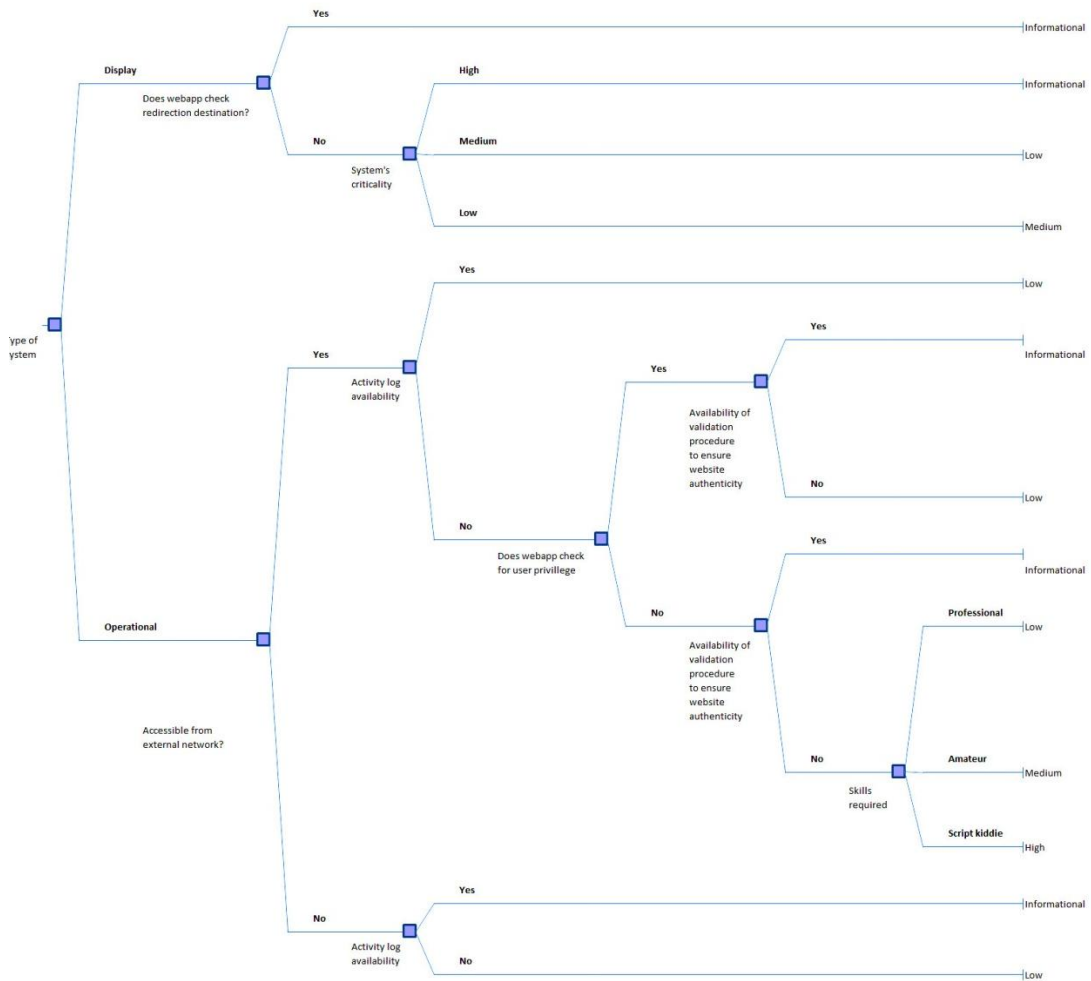 Yes
Informational
Display
High
Does webapp check
redirection destination?
Informational
No
Medium
System's
criticality
Low
Low
Medium
Yes
Low
ype of
ystem
Yes
Activity log
availability
Yes
Informational
Yes
Availability of
validation
procedure
to ensure
website
authenticity
No
Low
No
Does webapp check
for user privillege
Yes
Informational
No
Availability of
validation
procedure
to ensure
website
authenticity
Professional
Low
Operational
Accessible from
external network?
No
Skills
required
Amateur
Medium
Script kiddie
High
No
Activity log
availability
Yes
Informational
No
Low